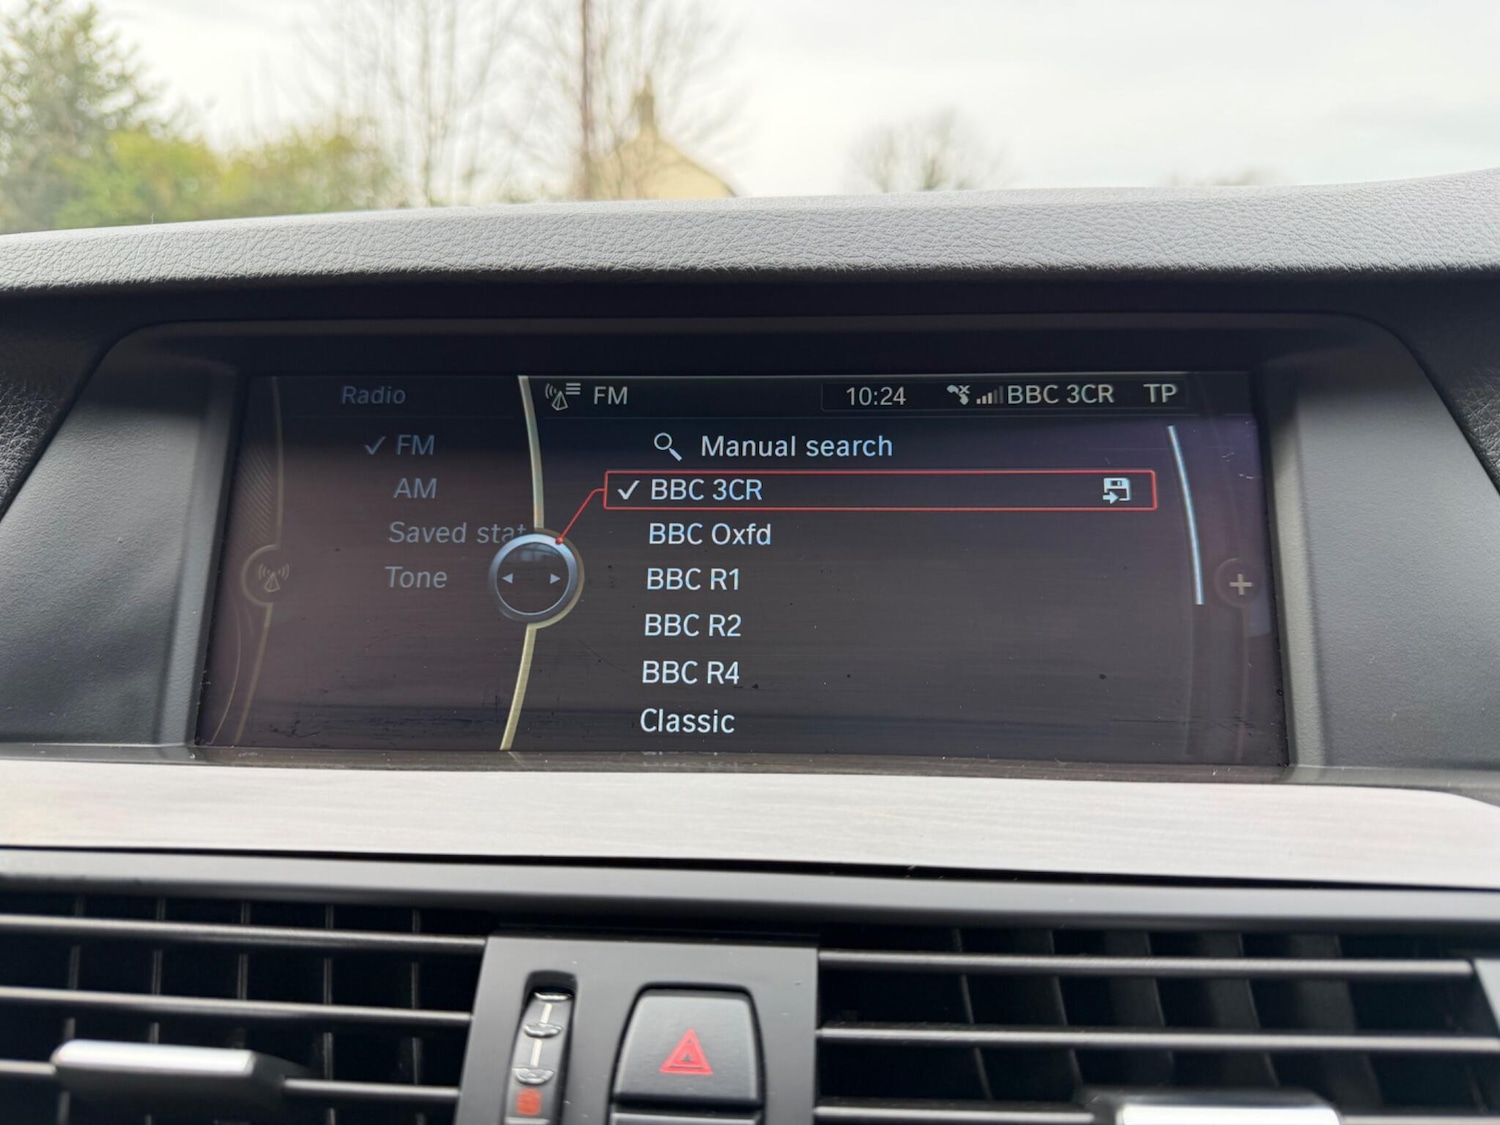 Radio
FM
AM
Saved stat
Tone
FM 10:24 BBC 3CR TP
Manual search
BBC 3CR
BBC Oxfd
BBC R1
BBC R2
BBC R4
Classic